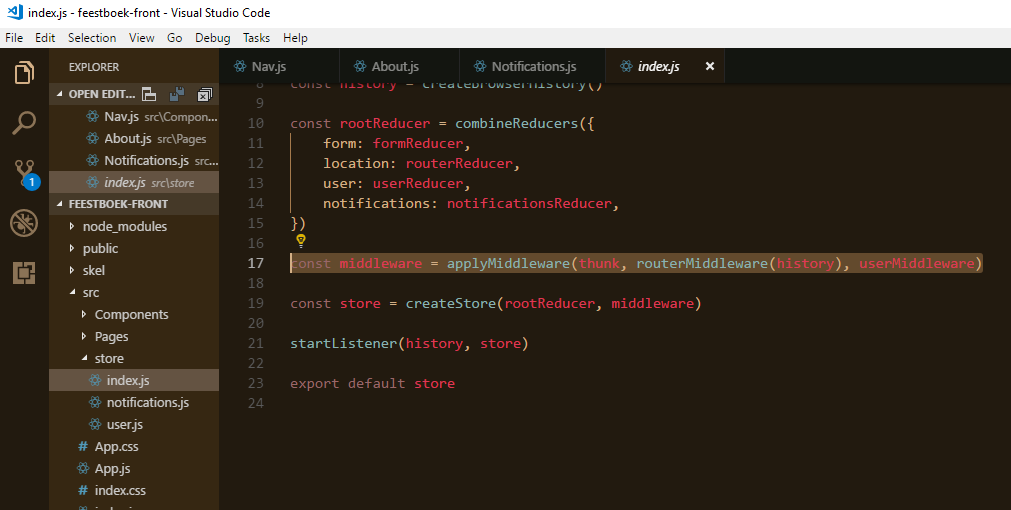 index.js - feestboek-front - Visual Studio Code
File Edit Selection View Go Debug Tasks Help
EXPLORER
OPEN EDIT...
Nav.js src\Compon...
About.js src\Pages
Notifications.js src...
index.js src\store
FEESTBOEK-FRONT
node_modules
public
skel
src
Components
Pages
store
index.js
notifications.js
user.js
# App.css
App.js
# index.css
1
Nav.js About.js Notifications.js index.js
8 const history = createBrowserHistory()
9
10 const rootReducer = combineReducers({
11 form: formReducer,
12 location: routerReducer,
13 user: userReducer,
14 notifications: notificationsReducer,
15 })
16
17 const middleware = applyMiddleware(thunk, routerMiddleware(history), userMiddleware)
18
19 const store = createStore(rootReducer, middleware)
20
21 startListener(history, store)
22
23 export default store
24